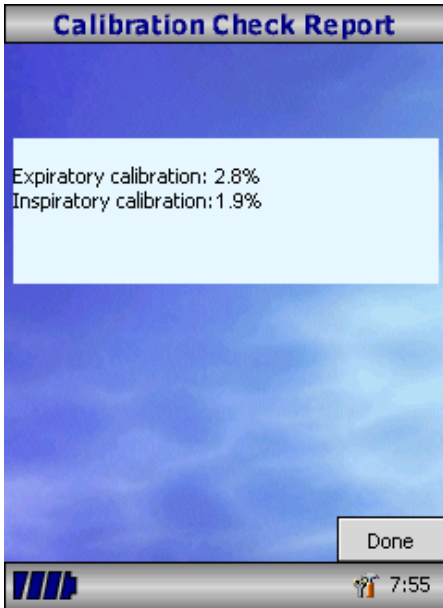 Calibration Check Report
Expiratory calibration: 2.8%
Inspiratory calibration:1.9%
Done
7:55